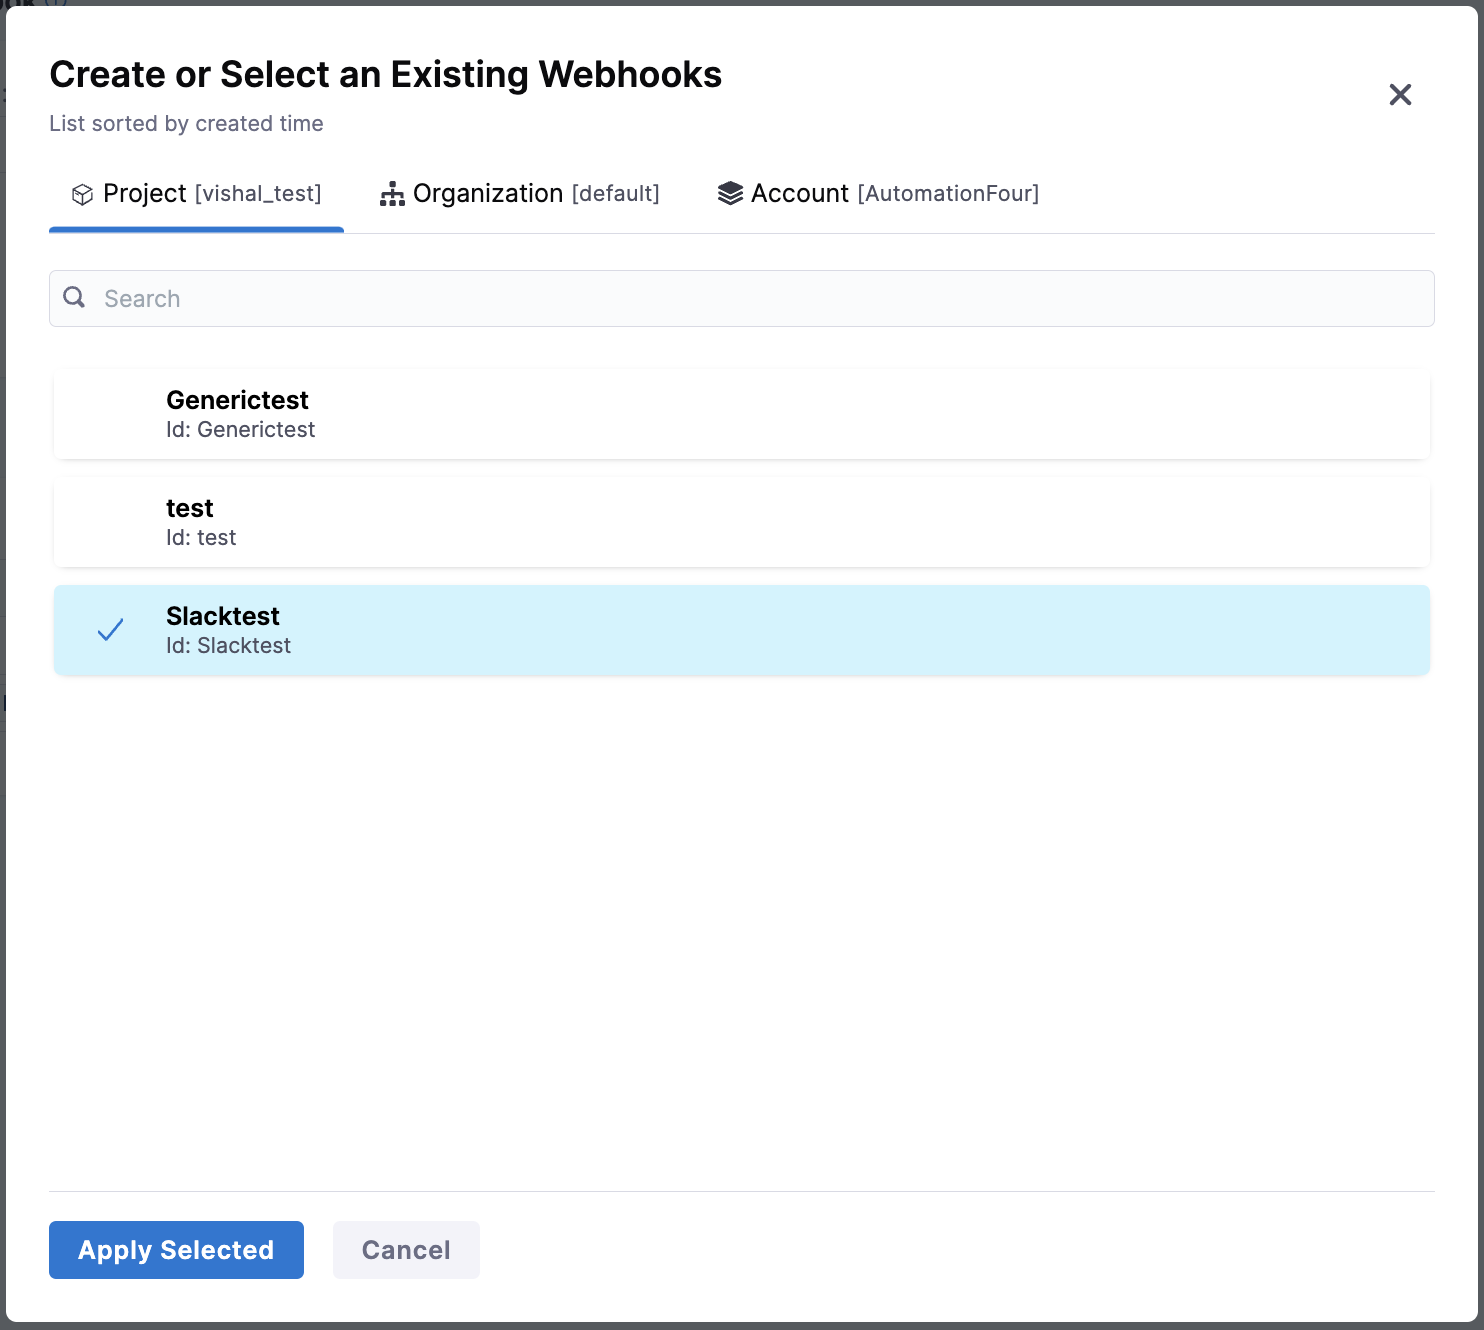 Create or Select an Existing Webhooks
List sorted by created time
Project [vishal_test] Organization [default] Account [AutomationFour]
Search
Generictest
Id: Generictest
test
Id: test
Slacktest
Id: Slacktest
Apply Selected Cancel